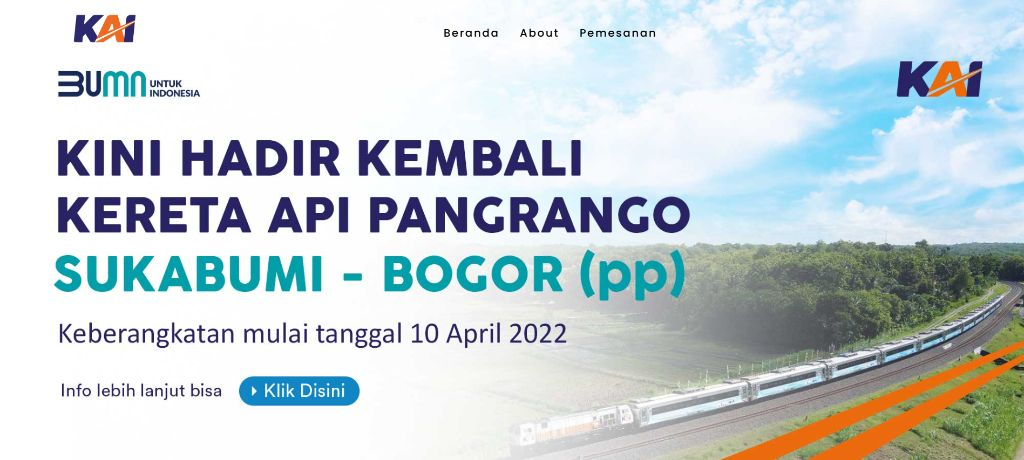 KAI
Beranda About Pemesanan
BUMN UNTUK INDONESIA
KAI
KINI HADIR KEMBALI
KERETA API PANGRANGO
SUKABUMI - BOGOR (pp)
Keberangkatan mulai tanggal 10 April 2022
Info lebih lanjut bisa Klik Disini